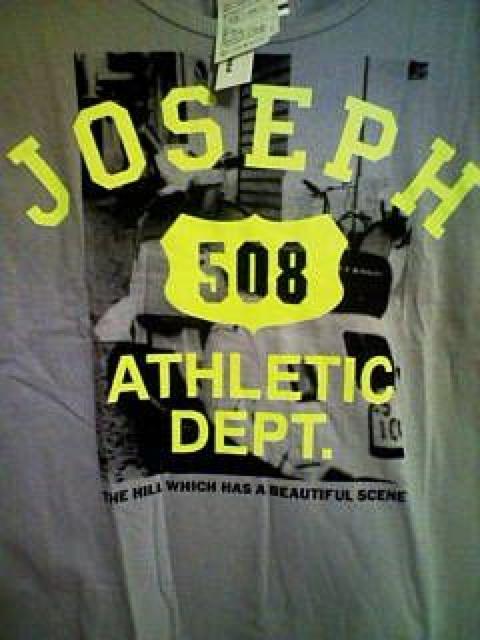 JOSEPH
508
ATHLETIC
DEPT.
THE HILL WHICH HAS A BEAUTIFUL SCENE